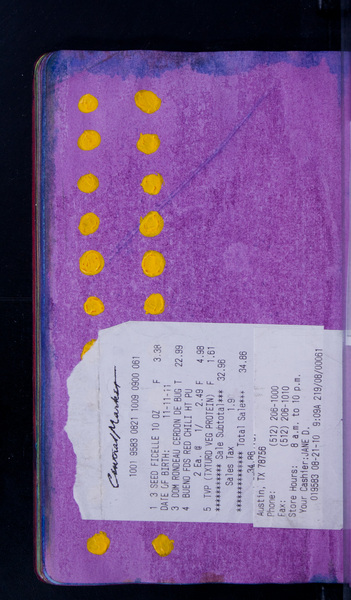 Central Market
1001 9583 0821 1009 0900 061
1 3 SEED FICELLE 10 OZ F 3.38
DATE OF BIRTH: 11-11-11
3 DOM RONDEAU CERDON DE BUG T 22.99
4 BUENO FDS RED CHILI HT PU
2 Ea. @ 1/ 2.49 F 4.98
5 TVP (TXTURD VEG PROTEIN) F 1.61
Sale Subtotal*** 32.96
Sales Tax 1.9
Total Sale*** 34.86
34.86
Austin, TX 78756
Phone: (512) 206-1000
Fax: (512) 206-1010
Store Hours: 8 a.m. to 10 p.m.
Your Cashier:JANE D.
019583 08-21-10 9:09A 219/08/00061